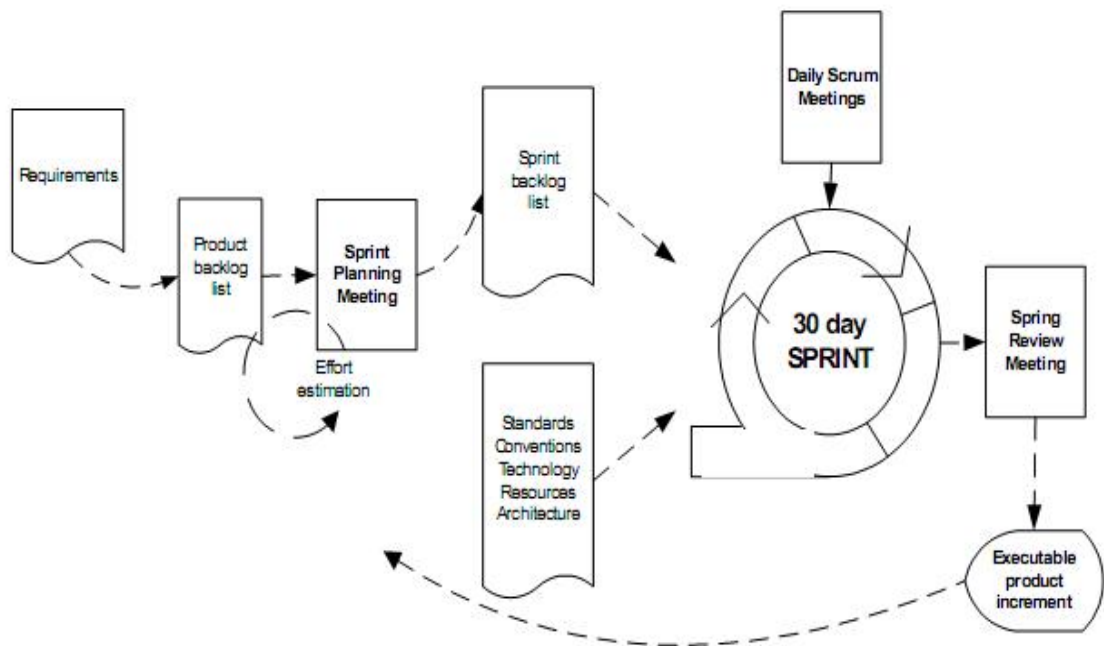 Requirements
Product
backlog
list
Sprint
Planning
Meeting
Effort
estimation
Sprint
backlog
list
Standards
Conventions
Technology
Resources
Architecture
Daily Scrum
Meetings
30 day
SPRINT
Spring
Review
Meeting
Executable
product
increment